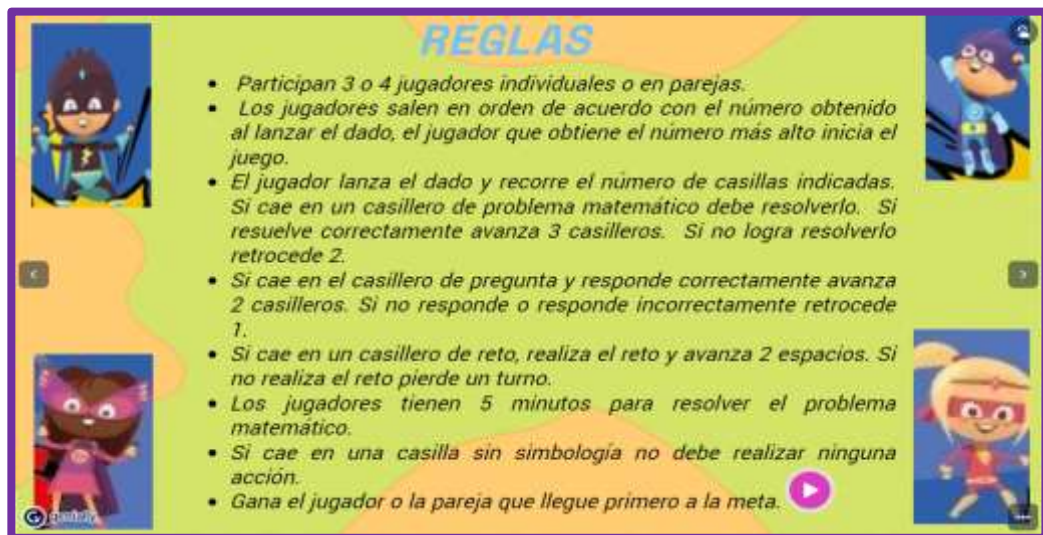 REGLAS
• Participan 3 o 4 jugadores individuales o en parejas.
• Los jugadores salen en orden de acuerdo con el número obtenido
al lanzar el dado, el jugador que obtiene el número más alto inicia el
juego.
• El jugador lanza el dado y recorre el número de casillas indicadas.
Si cae en un casillero de problema matemático debe resolverlo. Si
resuelve correctamente avanza 3 casilleros. Si no logra resolverlo
retrocede 2.
• Si cae en el casillero de pregunta y responde correctamente avanza
2 casilleros. Si no responde o responde incorrectamente retrocede
1.
• Si cae en un casillero de reto, realiza el reto y avanza 2 espacios. Si
no realiza el reto pierde un turno.
• Los jugadores tienen 5 minutos para resolver el problema
matemático.
• Si cae en una casilla sin simbología no debe realizar ninguna
acción.
• Gana el jugador o la pareja que llegue primero a la meta.
genially